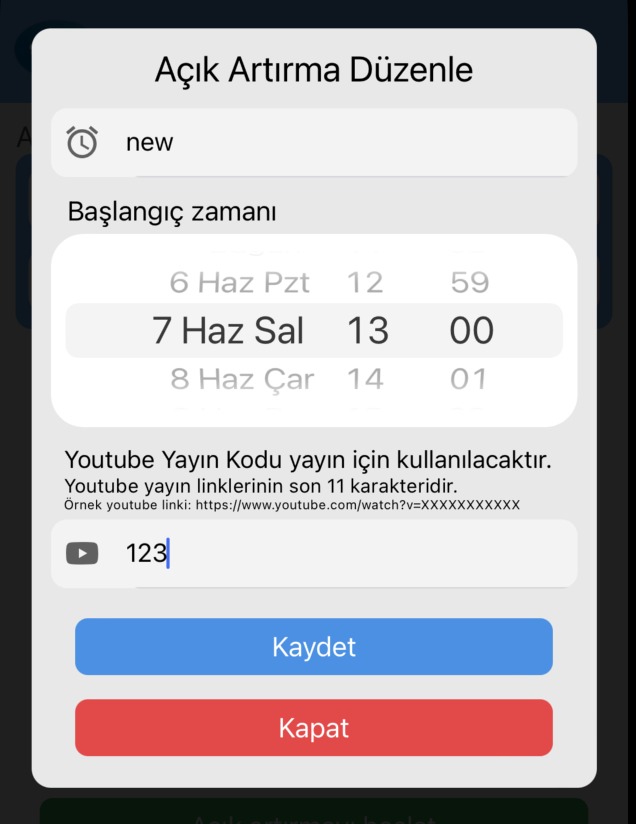 Açık Artırma Düzenle
new
Başlangıç zamanı
6 Haz Pzt 12 59
7 Haz Sal 13 00
8 Haz Çar 14 01
Youtube Yayın Kodu yayın için kullanılacaktır.
Youtube yayın linklerinin son 11 karakteridir.
Örnek youtube linki: https://www.youtube.com/watch?v=XXXXXXXXXXX
123
Kaydet
Kapat